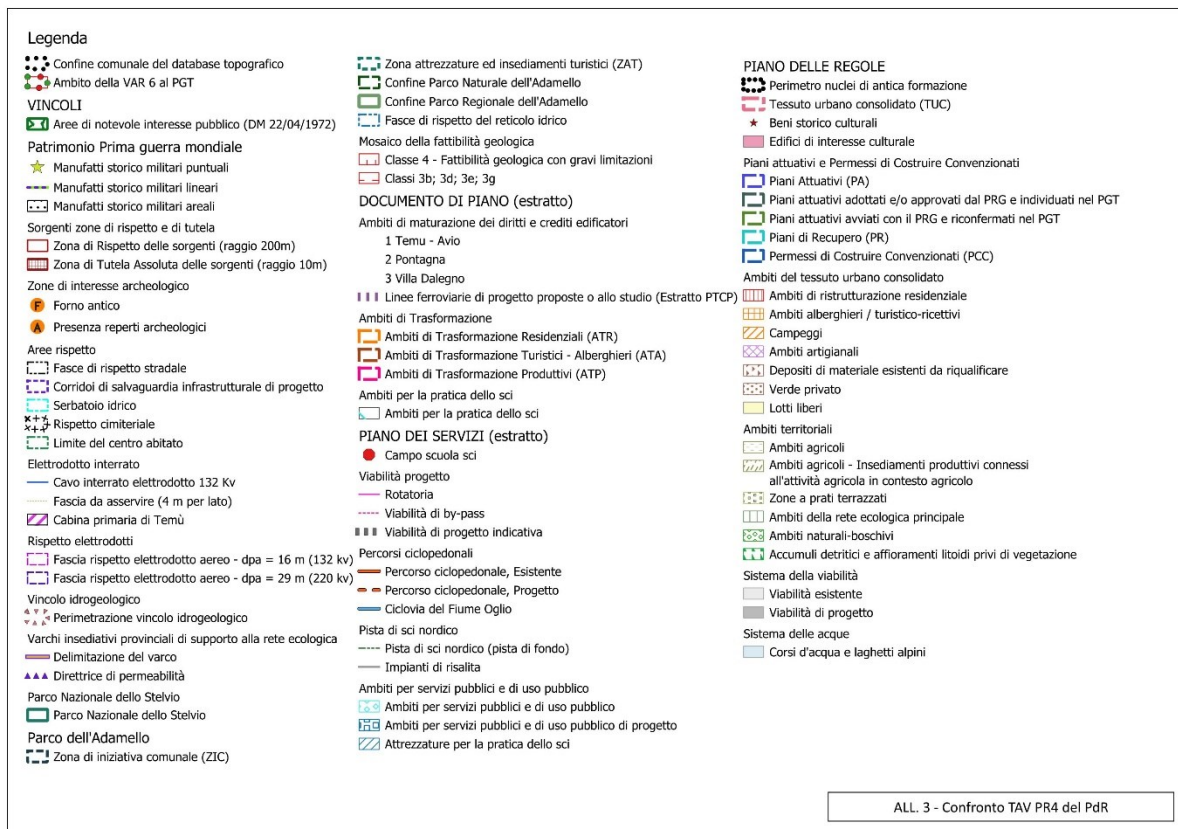 Legenda
Confine comunale del database topografico
Ambito della VAR 6 al PGT
VINCOLI
Aree di notevole interesse pubblico (DM 22/04/1972)
Patrimonio Prima guerra mondiale
Manufatti storico militari puntuali
Manufatti storico militari lineari
Manufatti storico militari areali
Sorgenti zone di rispetto e di tutela
Zona di Rispetto delle sorgenti (raggio 200m)
Zona di Tutela Assoluta delle sorgenti (raggio 10m)
Zone di interesse archeologico
F Forno antico
A Presenza reperti archeologici
Aree rispetto
Fasce di rispetto stradale
Corridoi di salvaguardia infrastrutturale di progetto
Serbatoio idrico
Rispetto cimiteriale
Limite del centro abitato
Elettrodotto interrato
Cavo interrato elettrodotto 132 Kv
Fascia da asservire (4 m per lato)
Cabina primaria di Temù
Rispetto elettrodotti
Fascia rispetto elettrodotto aereo - dpa = 16 m (132 kv)
Fascia rispetto elettrodotto aereo - dpa = 29 m (220 kv)
Vincolo idrogeologico
Perimetrazione vincolo idrogeologico
Varchi insediativi provinciali di supporto alla rete ecologica
Delimitazione del varco
Direttrice di permeabilità
Parco Nazionale dello Stelvio
Parco Nazionale dello Stelvio
Parco dell'Adamello
Zona di iniziativa comunale (ZIC)
Zona attrezzature ed insediamenti turistici (ZAT)
Confine Parco Naturale dell'Adamello
Confine Parco Regionale dell'Adamello
Fasce di rispetto del reticolo idrico
Mosaico della fattibilità geologica
Classe 4 - Fattibilità geologica con gravi limitazioni
Classi 3b; 3d; 3e; 3g
DOCUMENTO DI PIANO (estratto)
Ambiti di maturazione dei diritti e crediti edificatori
1 Temu - Avio
2 Pontagna
3 Villa Dalegno
Linee ferroviarie di progetto proposte o allo studio (Estratto PTCP)
Ambiti di Trasformazione
Ambiti di Trasformazione Residenziali (ATR)
Ambiti di Trasformazione Turistici - Alberghieri (ATA)
Ambiti di Trasformazione Produttivi (ATP)
Ambiti per la pratica dello sci
Ambiti per la pratica dello sci
PIANO DEI SERVIZI (estratto)
Campo scuola sci
Viabilità progetto
Rotatoria
Viabilità di by-pass
Viabilità di progetto indicativa
Percorsi ciclopedonali
Percorso ciclopedonale, Esistente
Percorso ciclopedonale, Progetto
Ciclovia del Fiume Oglio
Pista di sci nordico
Pista di sci nordico (pista di fondo)
Impianti di risalita
Ambiti per servizi pubblici e di uso pubblico
Ambiti per servizi pubblici e di uso pubblico
Ambiti per servizi pubblici e di uso pubblico di progetto
Attrezzature per la pratica dello sci
PIANO DELLE REGOLE
Perimetro nuclei di antica formazione
Tessuto urbano consolidato (TUC)
Beni storico culturali
Edifici di interesse culturale
Piani attuativi e Permessi di Costruire Convenzionati
Piani Attuativi (PA)
Piani attuativi adottati e/o approvati dal PRG e individuati nel PGT
Piani attuativi avviati con il PRG e riconfermati nel PGT
Piani di Recupero (PR)
Permessi di Costruire Convenzionati (PCC)
Ambiti del tessuto urbano consolidato
Ambiti di ristrutturazione residenziale
Ambiti alberghieri / turistico-ricettivi
Campeggi
Ambiti artigianali
Depositi di materiale esistenti da riqualificare
Verde privato
Lotti liberi
Ambiti territoriali
Ambiti agricoli
Ambiti agricoli - Insediamenti produttivi connessi
all'attività agricola in contesto agricolo
Zone a prati terrazzati
Ambiti della rete ecologica principale
Ambiti naturali-boschivi
Accumuli detritici e affioramenti litoidi privi di vegetazione
Sistema della viabilità
Viabilità esistente
Viabilità di progetto
Sistema delle acque
Corsi d'acqua e laghetti alpini
ALL. 3 - Confronto TAV PR4 del PdR